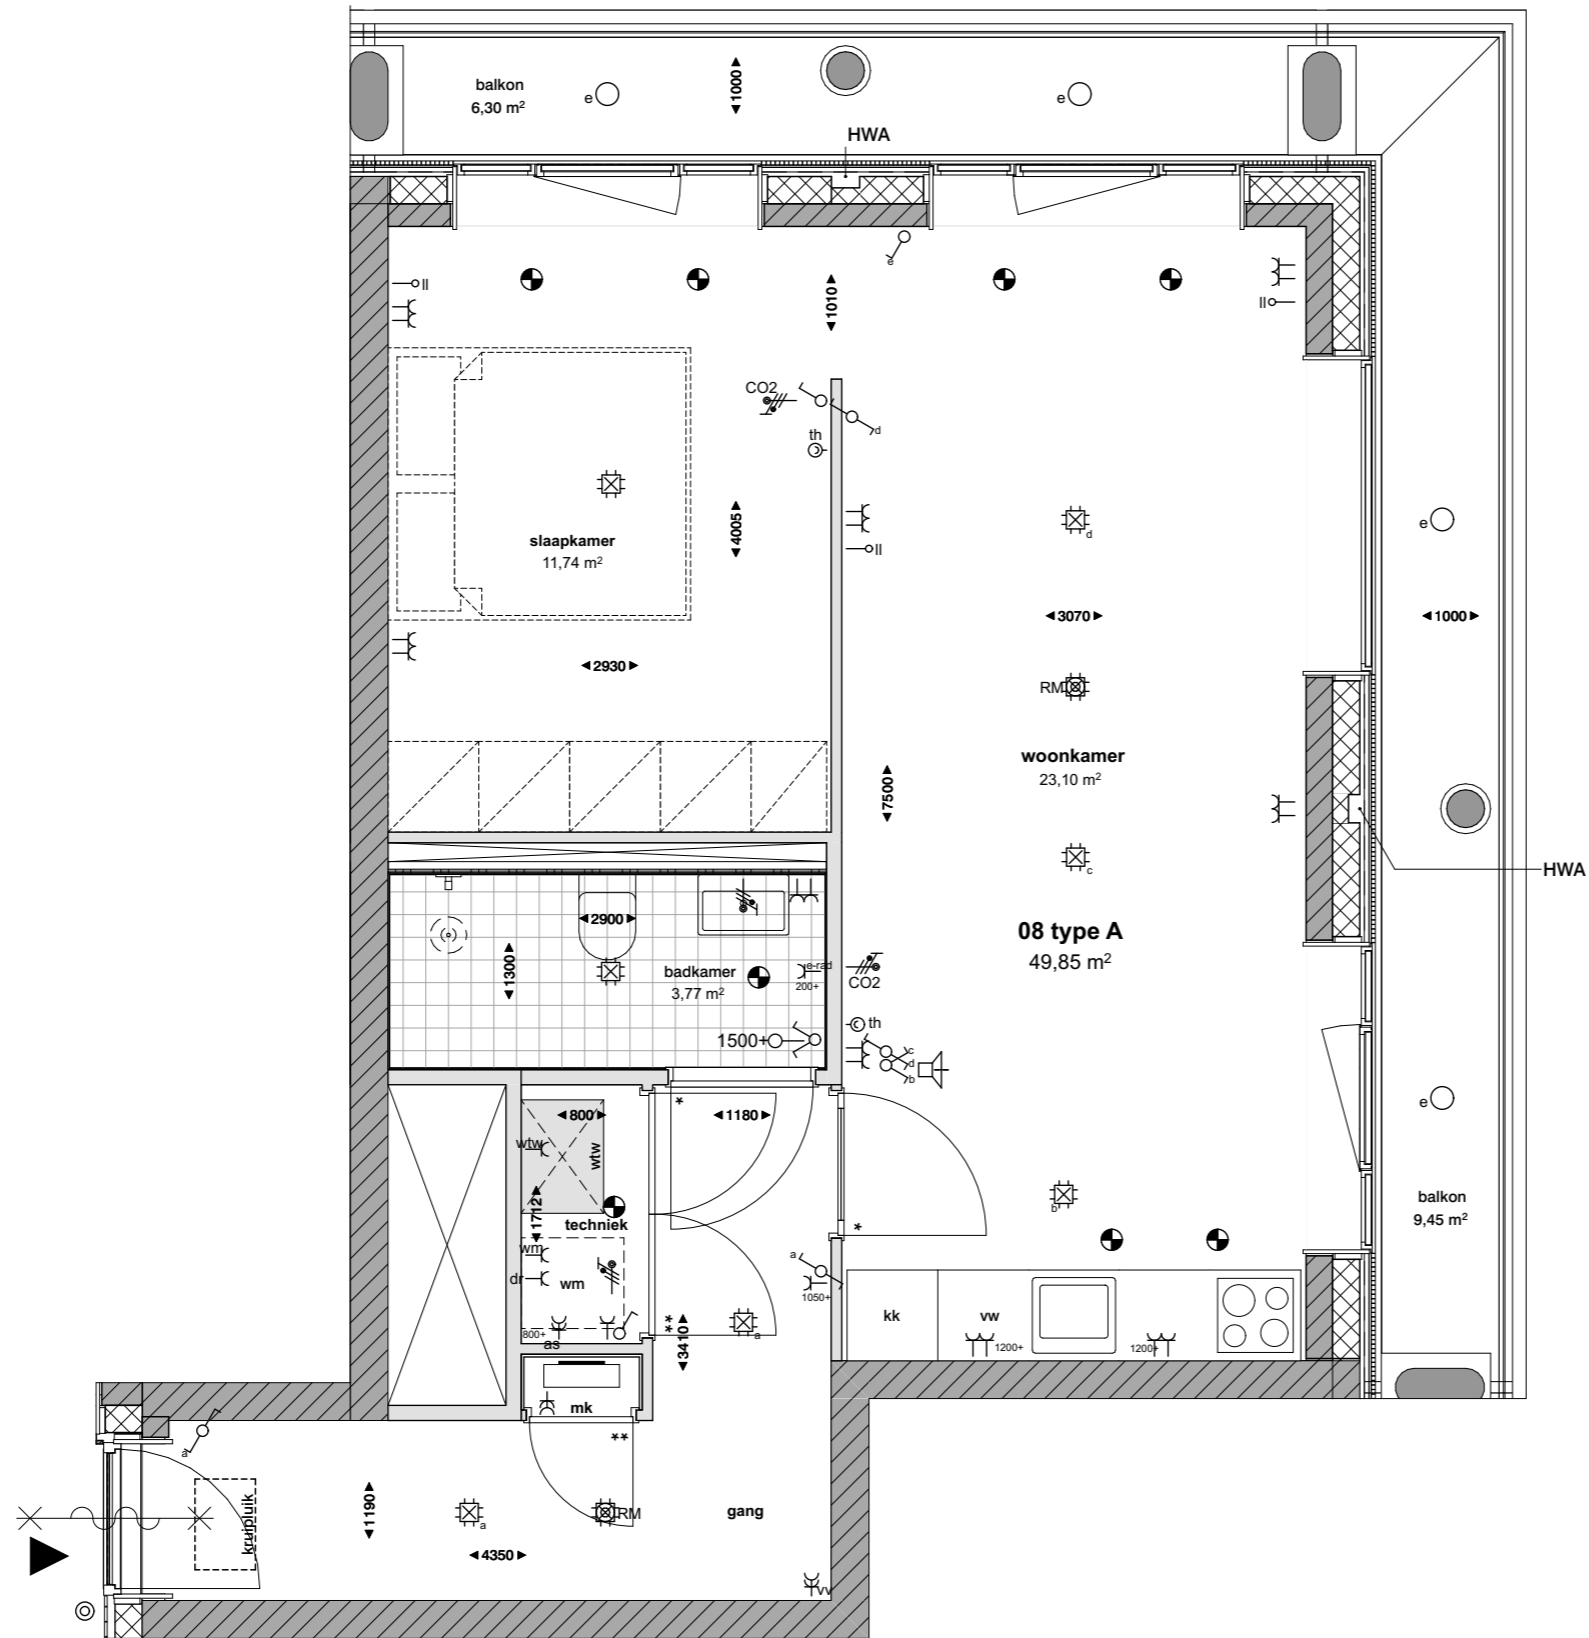 balkon
6,30 m²
1000
e
e
HWA
e
II
1010
II
CO2
d
th
slaapkamer
11,74 m²
4005
II
d
e
3070
1000
2930
RM
woonkamer
23,10 m²
7500
c
HWA
2900
08 type A
49,85 m²
1300
badkamer
3,77 m²
e-rad
200+
CO2
1500+
th
c
d
b
e
800
*
1180
wtw
wtw
1712
techniek
b
balkon
9,45 m²
*
wm
dr
wm
a
1050+
kk
vw
1200+
1200+
800+
as
**
3410
a
mk
**
a
1190
kruipluik
a
RM
gang
4350
vv